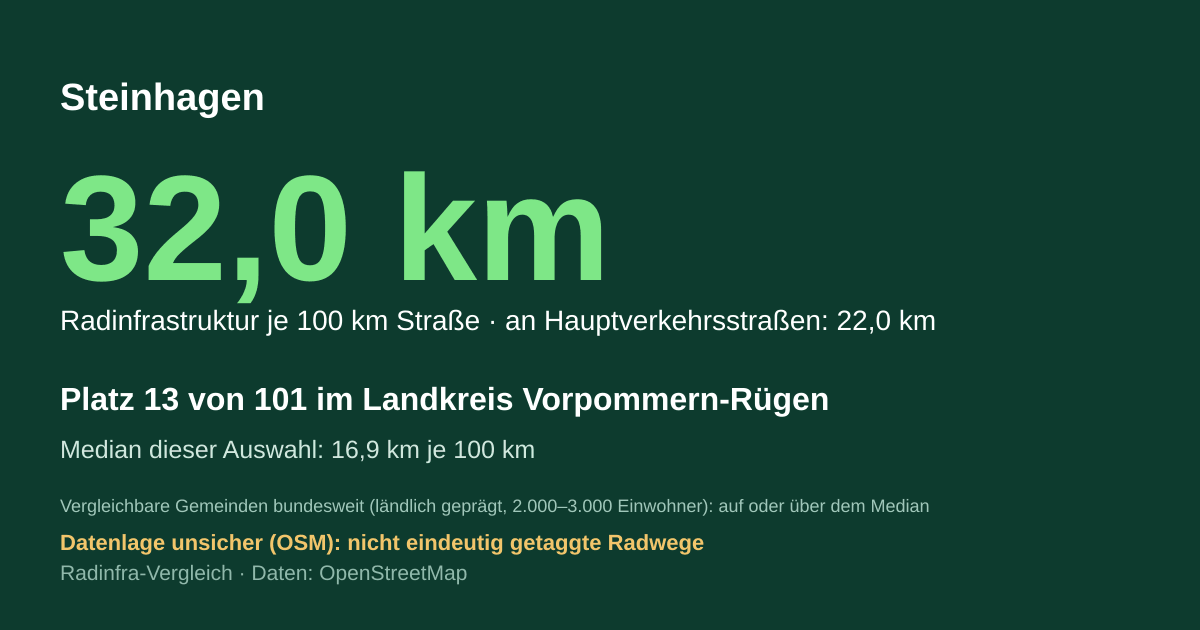 Steinhagen
32,0 km
Radinfrastruktur je 100 km Straße · an Hauptverkehrsstraßen: 22,0 km
Platz 13 von 101 im Landkreis Vorpommern-Rügen
Median dieser Auswahl: 16,9 km je 100 km
Vergleichbare Gemeinden bundesweit (ländlich geprägt, 2.000–3.000 Einwohner): auf oder über dem Median
Datenlage unsicher (OSM): nicht eindeutig getaggte Radwege
Radinfra-Vergleich · Daten: OpenStreetMap